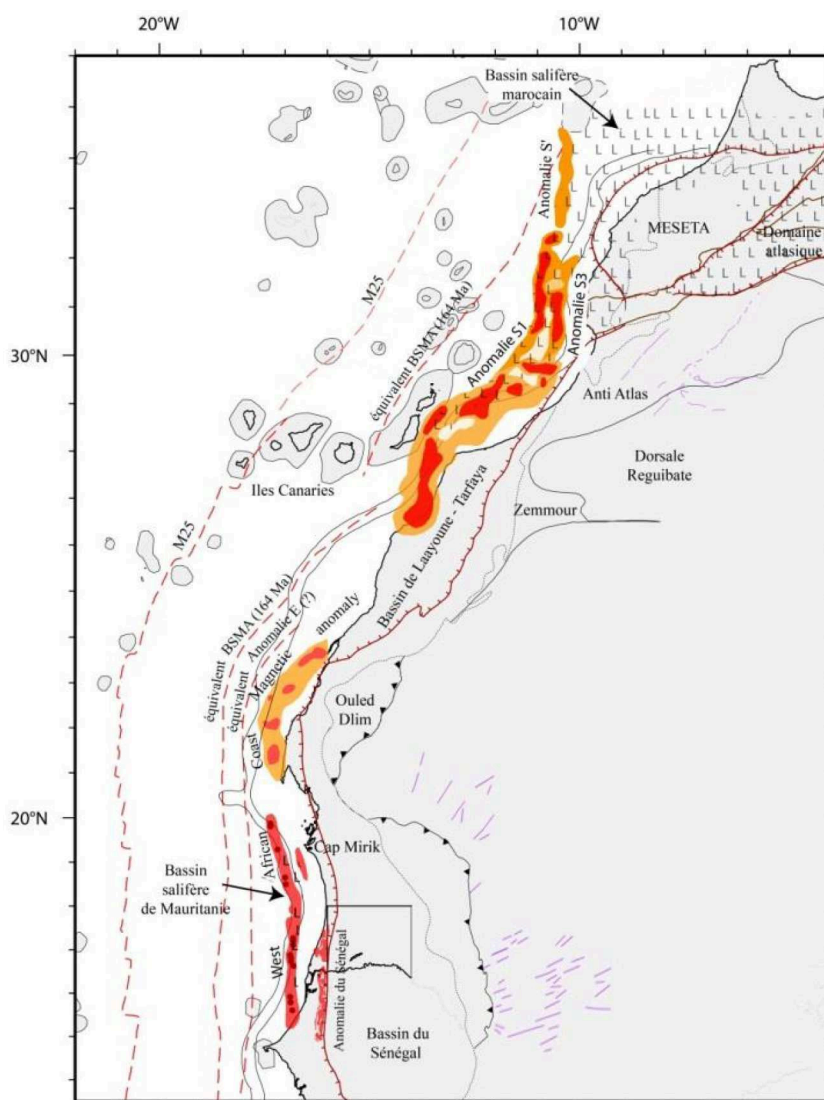 20°W
10°W
Bassin salifère
marocain
Anomalie S'
MESETA
Domaine
atlasique
M25
équivalent BSMA (164 Ma)
Anomalie S1
Anomalie S3
30°N
Anti Atlas
Dorsale
Reguibate
Iles Canaries
Zemmour
M25
Bassin de Laayoune - Tarfaya
équivalent BSMA (164 Ma)
équivalent Anomalie E (?)
West African Coast Magnetic anomaly
Ouled
Dlim
20°N
Cap Mirik
Bassin
salifère
de Mauritanie
Anomalie du Sénégal
Bassin du
Sénégal
L L L L L L L L